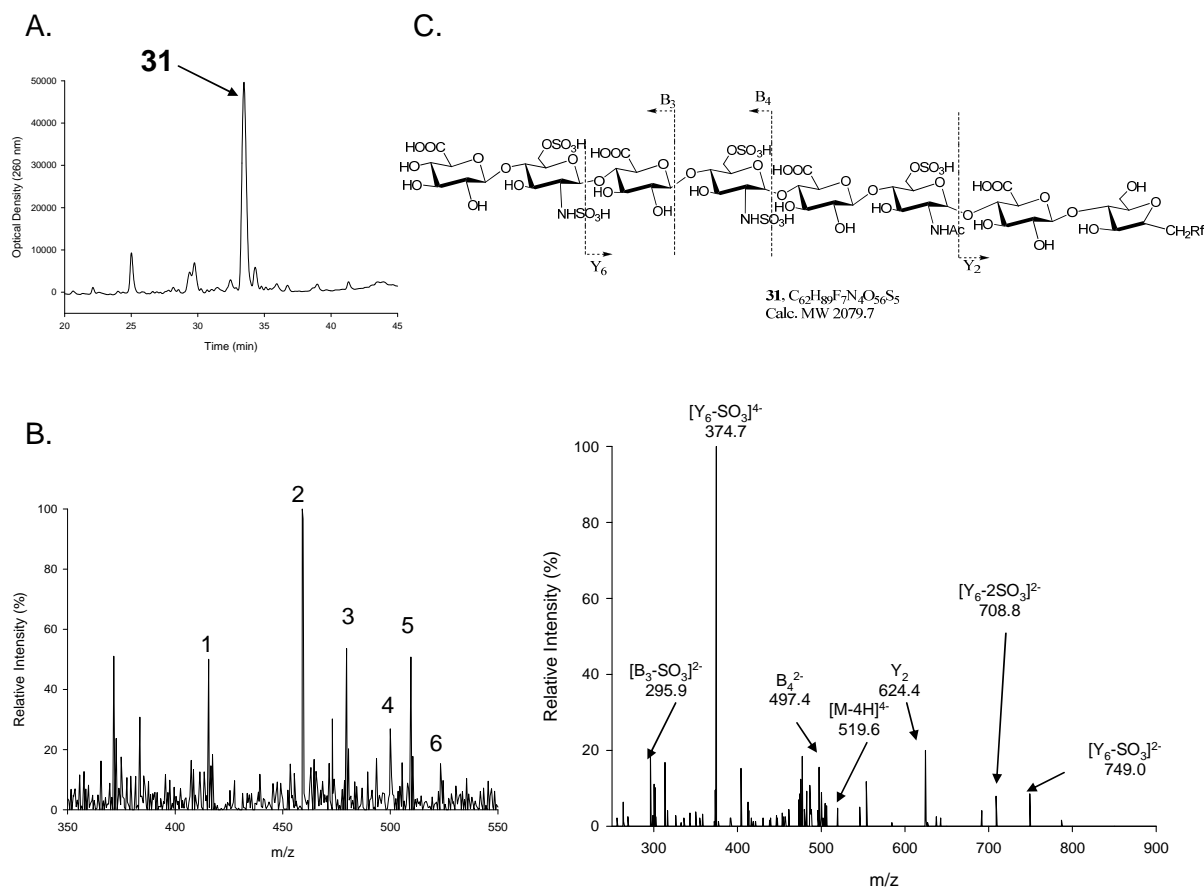 A.
31
50000
40000
30000
20000
10000
0
Optical Density (260 nm)
20 25 30 35 40 45
Time (min)
C.
B₃
B₄
HOOC
HO
HO
OH
O
O
OSO₃H
HO
NHSO₃H
O
HOOC
O
HO
OH
O
OSO₃H
O
HO
NHSO₃H
O
HOOC
O
HO
OH
O
OSO₃H
O
HO
NHAc
O
HOOC
O
HO
OH
O
HO
O
HO
CH₂Rf
Y₆
Y₂
31, C₆₂H₈₉F₇N₄O₅₆S₅
Calc. MW 2079.7
B.
100
80
60
40
20
0
Relative Intensity (%)
1
2
3
4
5
6
350 400 450 500 550
m/z
[Y₆-SO₃]⁴⁻
374.7
100
80
60
40
20
0
Relative Intensity (%)
[B₃-SO₃]²⁻
295.9
B₄²⁻
497.4
[M-4H]⁴⁻
519.6
Y₂
624.4
[Y₆-2SO₃]²⁻
708.8
[Y₆-SO₃]²⁻
749.0
300 400 500 600 700 800 900
m/z